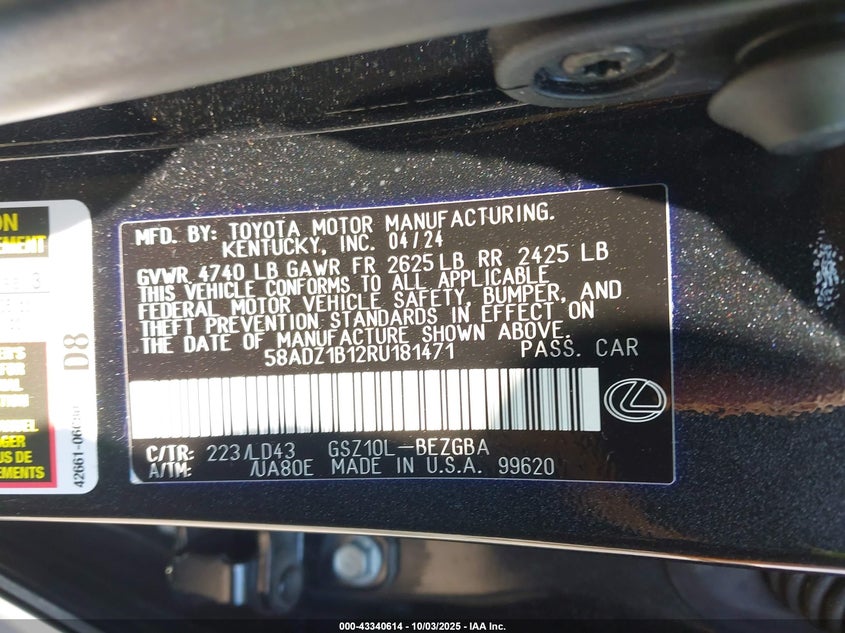 MFD. BY: TOYOTA MOTOR MANUFACTURING.
KENTUCKY, INC. 04/24
GVWR 4740 LB GAWR FR 2625 LB RR 2425 LB
THIS VEHICLE CONFORMS TO ALL APPLICABLE
FEDERAL MOTOR VEHICLE SAFETY, BUMPER, AND
THEFT PREVENTION STANDARDS IN EFFECT ON
THE DATE OF MANUFACTURE SHOWN ABOVE.
58ADZ1B12RU181471 PASS. CAR
C/TR: 223/LD43 GSZ10L-BEZGBA
A/TM: /UA80E MADE IN U.S.A. 99620
D8
000-43340614 - 10/03/2025 - IAA Inc.